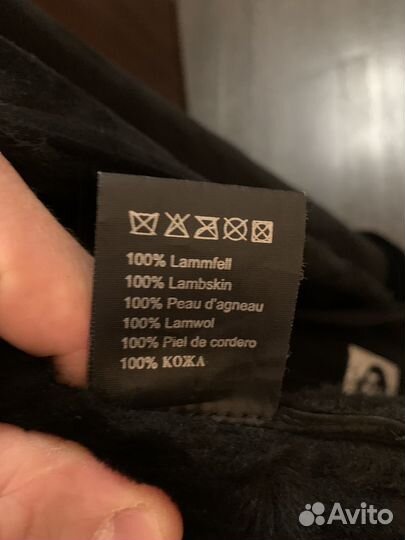 100% Lammfell
100% Lambskin
100% Peau d'agneau
100% Lamwol
100% Piel de cordero
100% КОЖА
Avito